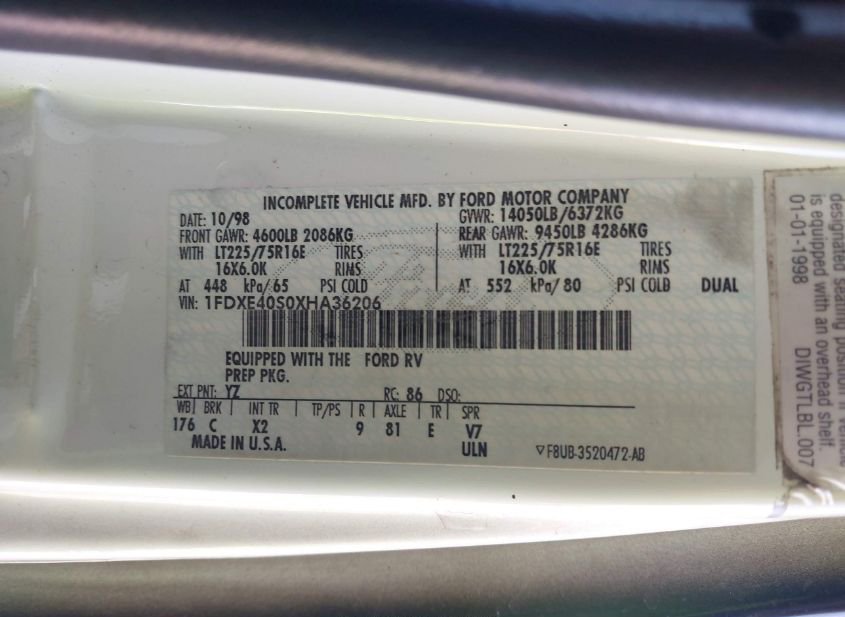 INCOMPLETE VEHICLE MFD. BY FORD MOTOR COMPANY
DATE: 10/98 GVWR: 14050LB/6372KG
FRONT GAWR: 4600LB 2086KG REAR GAWR: 9450LB 4286KG
WITH LT225/75R16E TIRES WITH LT225/75R16E TIRES
16X6.0K RIMS 16X6.0K RIMS
AT 448 kPa/65 PSI COLD AT 552 kPa/80 PSI COLD DUAL
VIN: 1FDXE40S0XHA36206
EQUIPPED WITH THE FORD RV
PREP PKG.
EXT PNT: YZ RC: 86 DSO:
WB BRK INT TR TP/PS R AXLE TR SPR
176 C X2 9 81 E V7
MADE IN U.S.A. ULN ▽F8UB-3520472-AB
designated seating position if vehicle
is equipped with an overhead shelf.
01-01-1998 DIWGTLBL.007